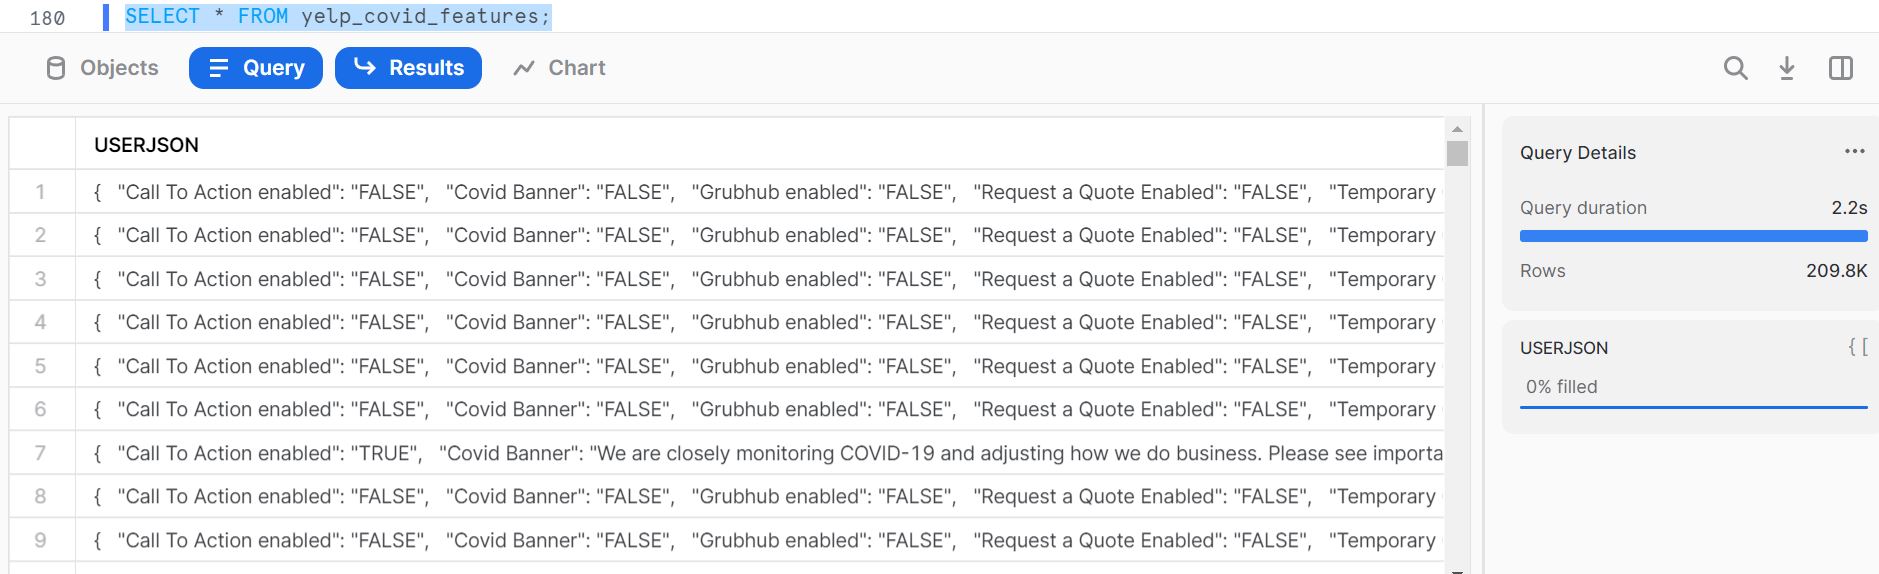 180 SELECT * FROM yelp_covid_features;
Objects Query Results Chart
USERJSON
1 { "Call To Action enabled": "FALSE", "Covid Banner": "FALSE", "Grubhub enabled": "FALSE", "Request a Quote Enabled": "FALSE", "Temporary
2 { "Call To Action enabled": "FALSE", "Covid Banner": "FALSE", "Grubhub enabled": "FALSE", "Request a Quote Enabled": "FALSE", "Temporary
3 { "Call To Action enabled": "FALSE", "Covid Banner": "FALSE", "Grubhub enabled": "FALSE", "Request a Quote Enabled": "FALSE", "Temporary
4 { "Call To Action enabled": "FALSE", "Covid Banner": "FALSE", "Grubhub enabled": "FALSE", "Request a Quote Enabled": "FALSE", "Temporary
5 { "Call To Action enabled": "FALSE", "Covid Banner": "FALSE", "Grubhub enabled": "FALSE", "Request a Quote Enabled": "FALSE", "Temporary
6 { "Call To Action enabled": "FALSE", "Covid Banner": "FALSE", "Grubhub enabled": "FALSE", "Request a Quote Enabled": "FALSE", "Temporary
7 { "Call To Action enabled": "TRUE", "Covid Banner": "We are closely monitoring COVID-19 and adjusting how we do business. Please see importa
8 { "Call To Action enabled": "FALSE", "Covid Banner": "FALSE", "Grubhub enabled": "FALSE", "Request a Quote Enabled": "FALSE", "Temporary
9 { "Call To Action enabled": "FALSE", "Covid Banner": "FALSE", "Grubhub enabled": "FALSE", "Request a Quote Enabled": "FALSE", "Temporary
Query Details
Query duration 2.2s
Rows 209.8K
USERJSON { [
0% filled